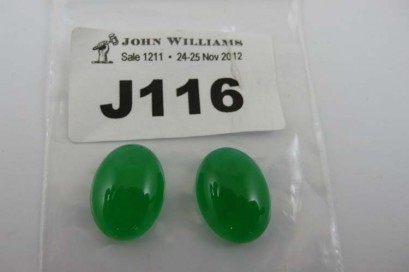 JOHN WILLIAMS
Sale 1211 • 24-25 Nov 2012
J116